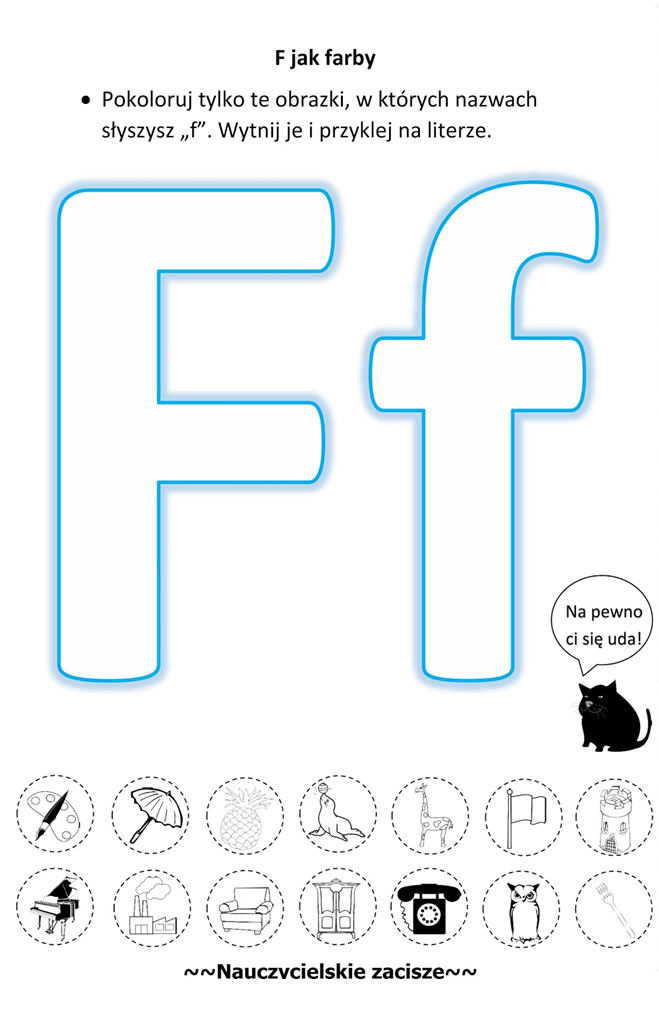 F jak farby
• Pokoloruj tylko te obrazki, w których nazwach
słyszysz „f”. Wytnij je i przyklej na literze.
F f
Na pewno
ci się uda!
~~Nauczycielskie zacisze~~